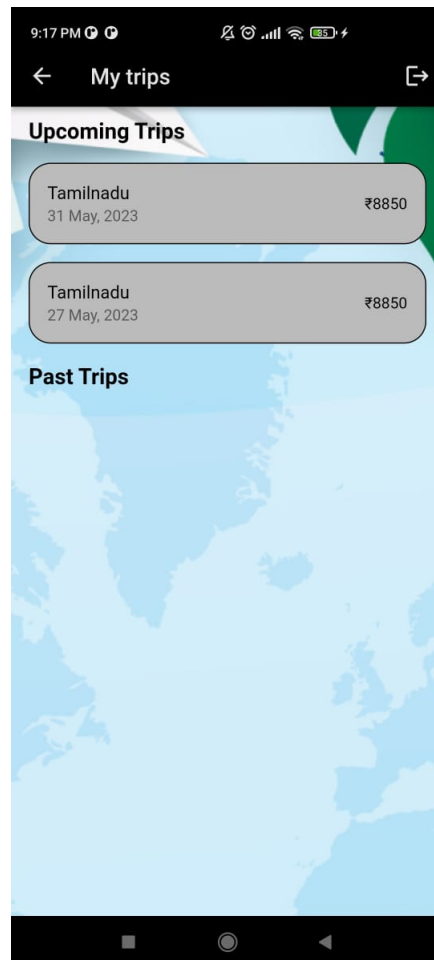 9:17 PM
85
My trips
Upcoming Trips
Tamilnadu
31 May, 2023
₹8850
Tamilnadu
27 May, 2023
₹8850
Past Trips